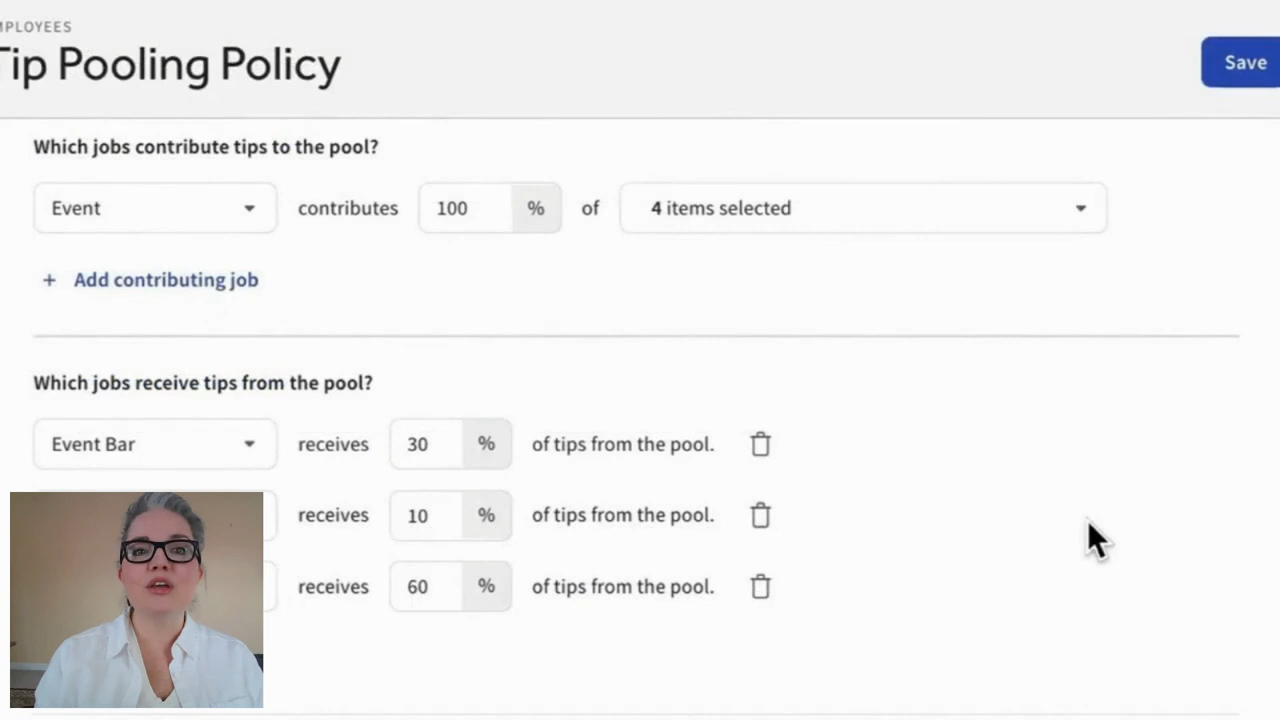 MPLOYEES
Tip Pooling Policy
Save
Which jobs contribute tips to the pool?
Event contributes 100 % of 4 items selected
+ Add contributing job
Which jobs receive tips from the pool?
Event Bar receives 30 % of tips from the pool.
receives 10 % of tips from the pool.
receives 60 % of tips from the pool.